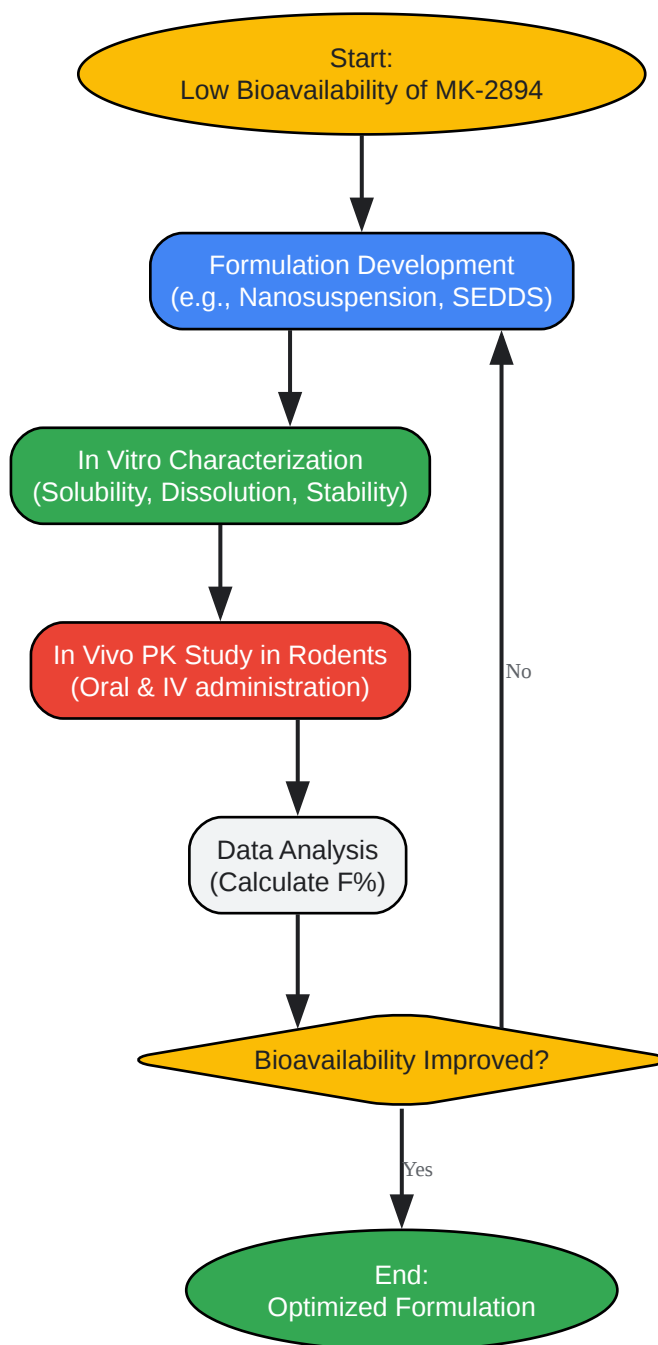 Start:
Low Bioavailability of MK-2894
Formulation Development
(e.g., Nanosuspension, SEDDS)
In Vitro Characterization
(Solubility, Dissolution, Stability)
In Vivo PK Study in Rodents
(Oral & IV administration)
No
Data Analysis
(Calculate F%)
Bioavailability Improved?
Yes
End:
Optimized Formulation